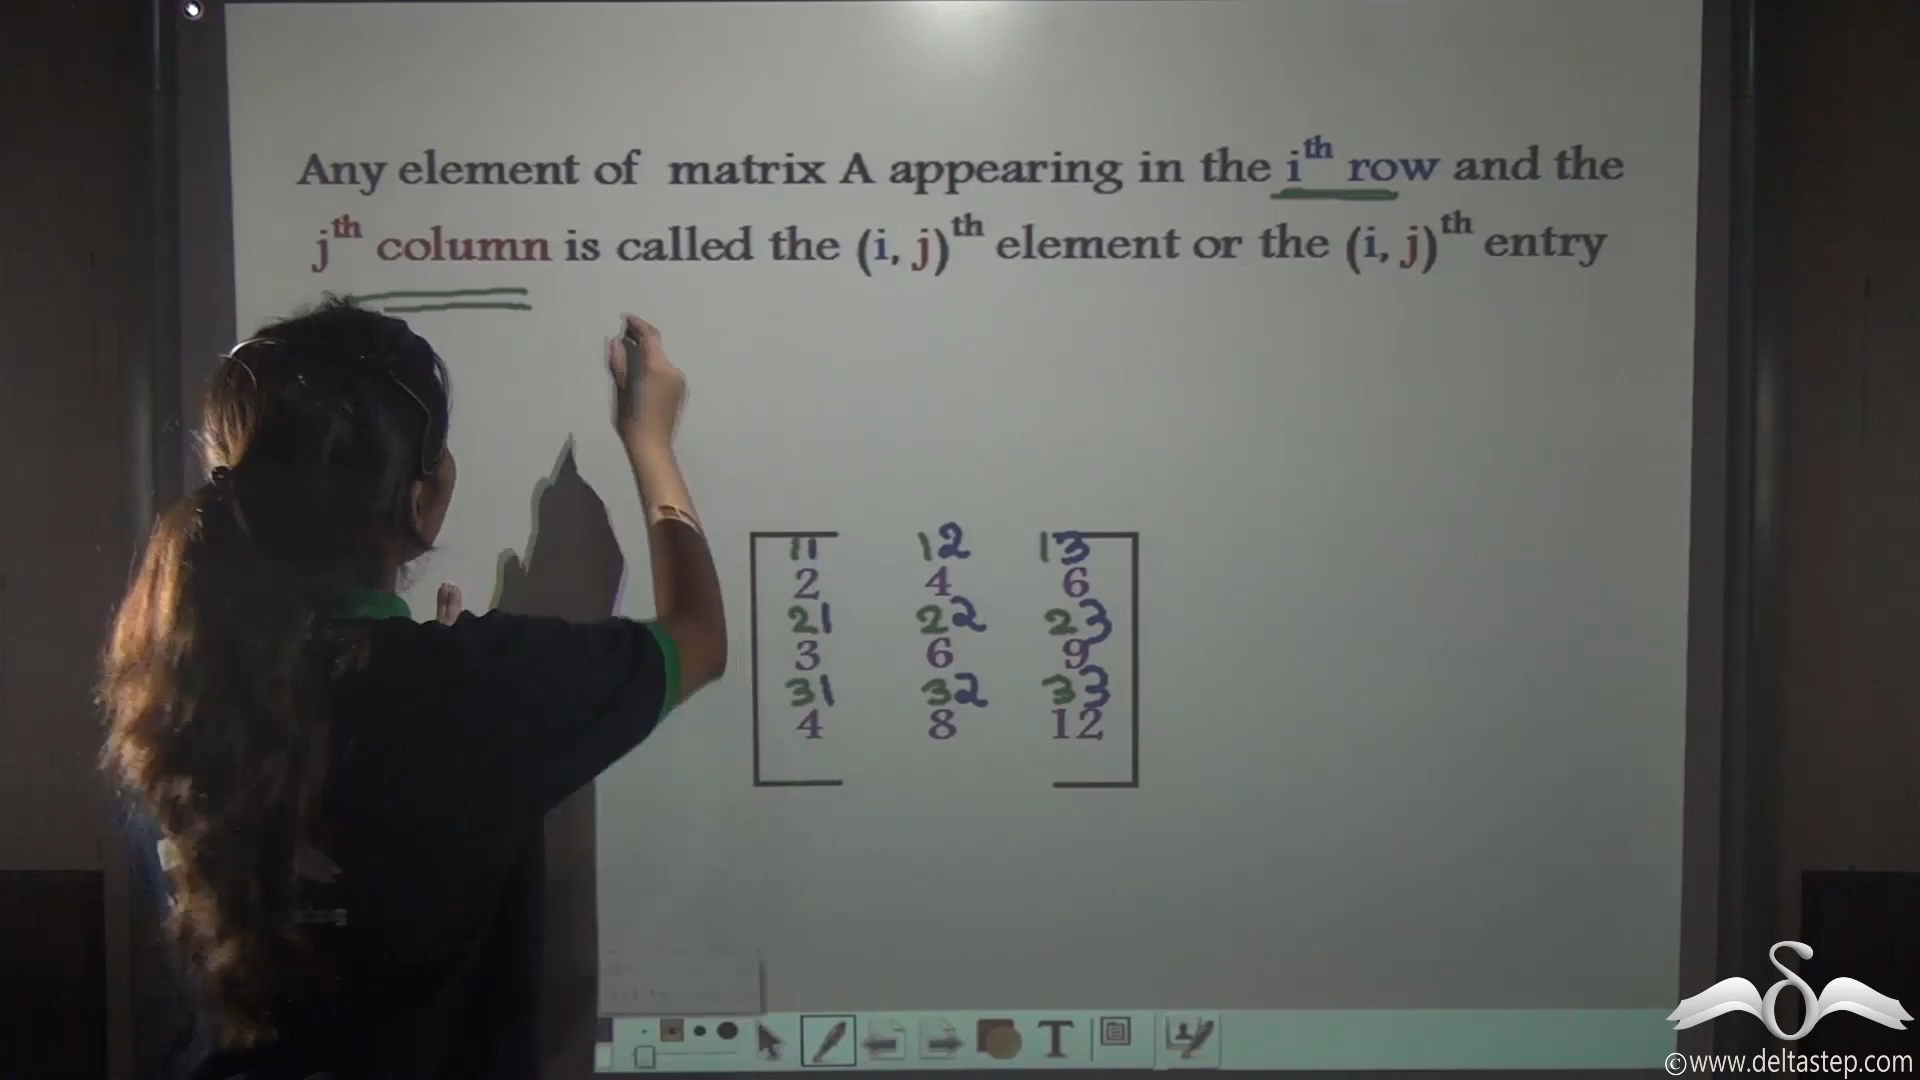 Any element of matrix A appearing in the iᵗʰ row and the
jᵗʰ column is called the (i, j)ᵗʰ element or the (i, j)ᵗʰ entry
11 12 13
2 4 6
21 22 23
3 6 9
31 32 33
4 8 12
T
©www.deltastep.com